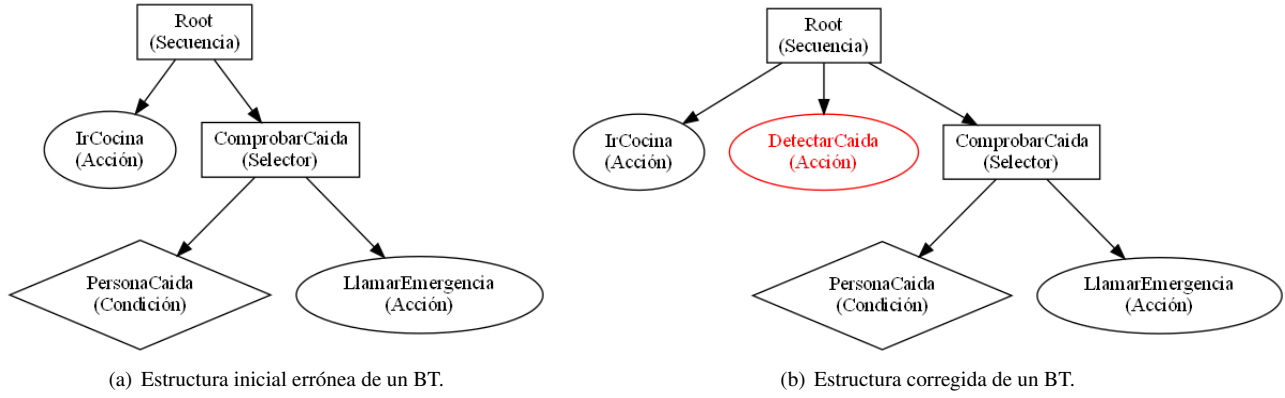 Root
(Secuencia)
IrCocina
(Acción)
ComprobarCaida
(Selector)
PersonaCaida
(Condición)
LlamarEmergencia
(Acción)
(a) Estructura inicial errónea de un BT.
Root
(Secuencia)
IrCocina
(Acción)
DetectarCaida
(Acción)
ComprobarCaida
(Selector)
PersonaCaida
(Condición)
LlamarEmergencia
(Acción)
(b) Estructura corregida de un BT.